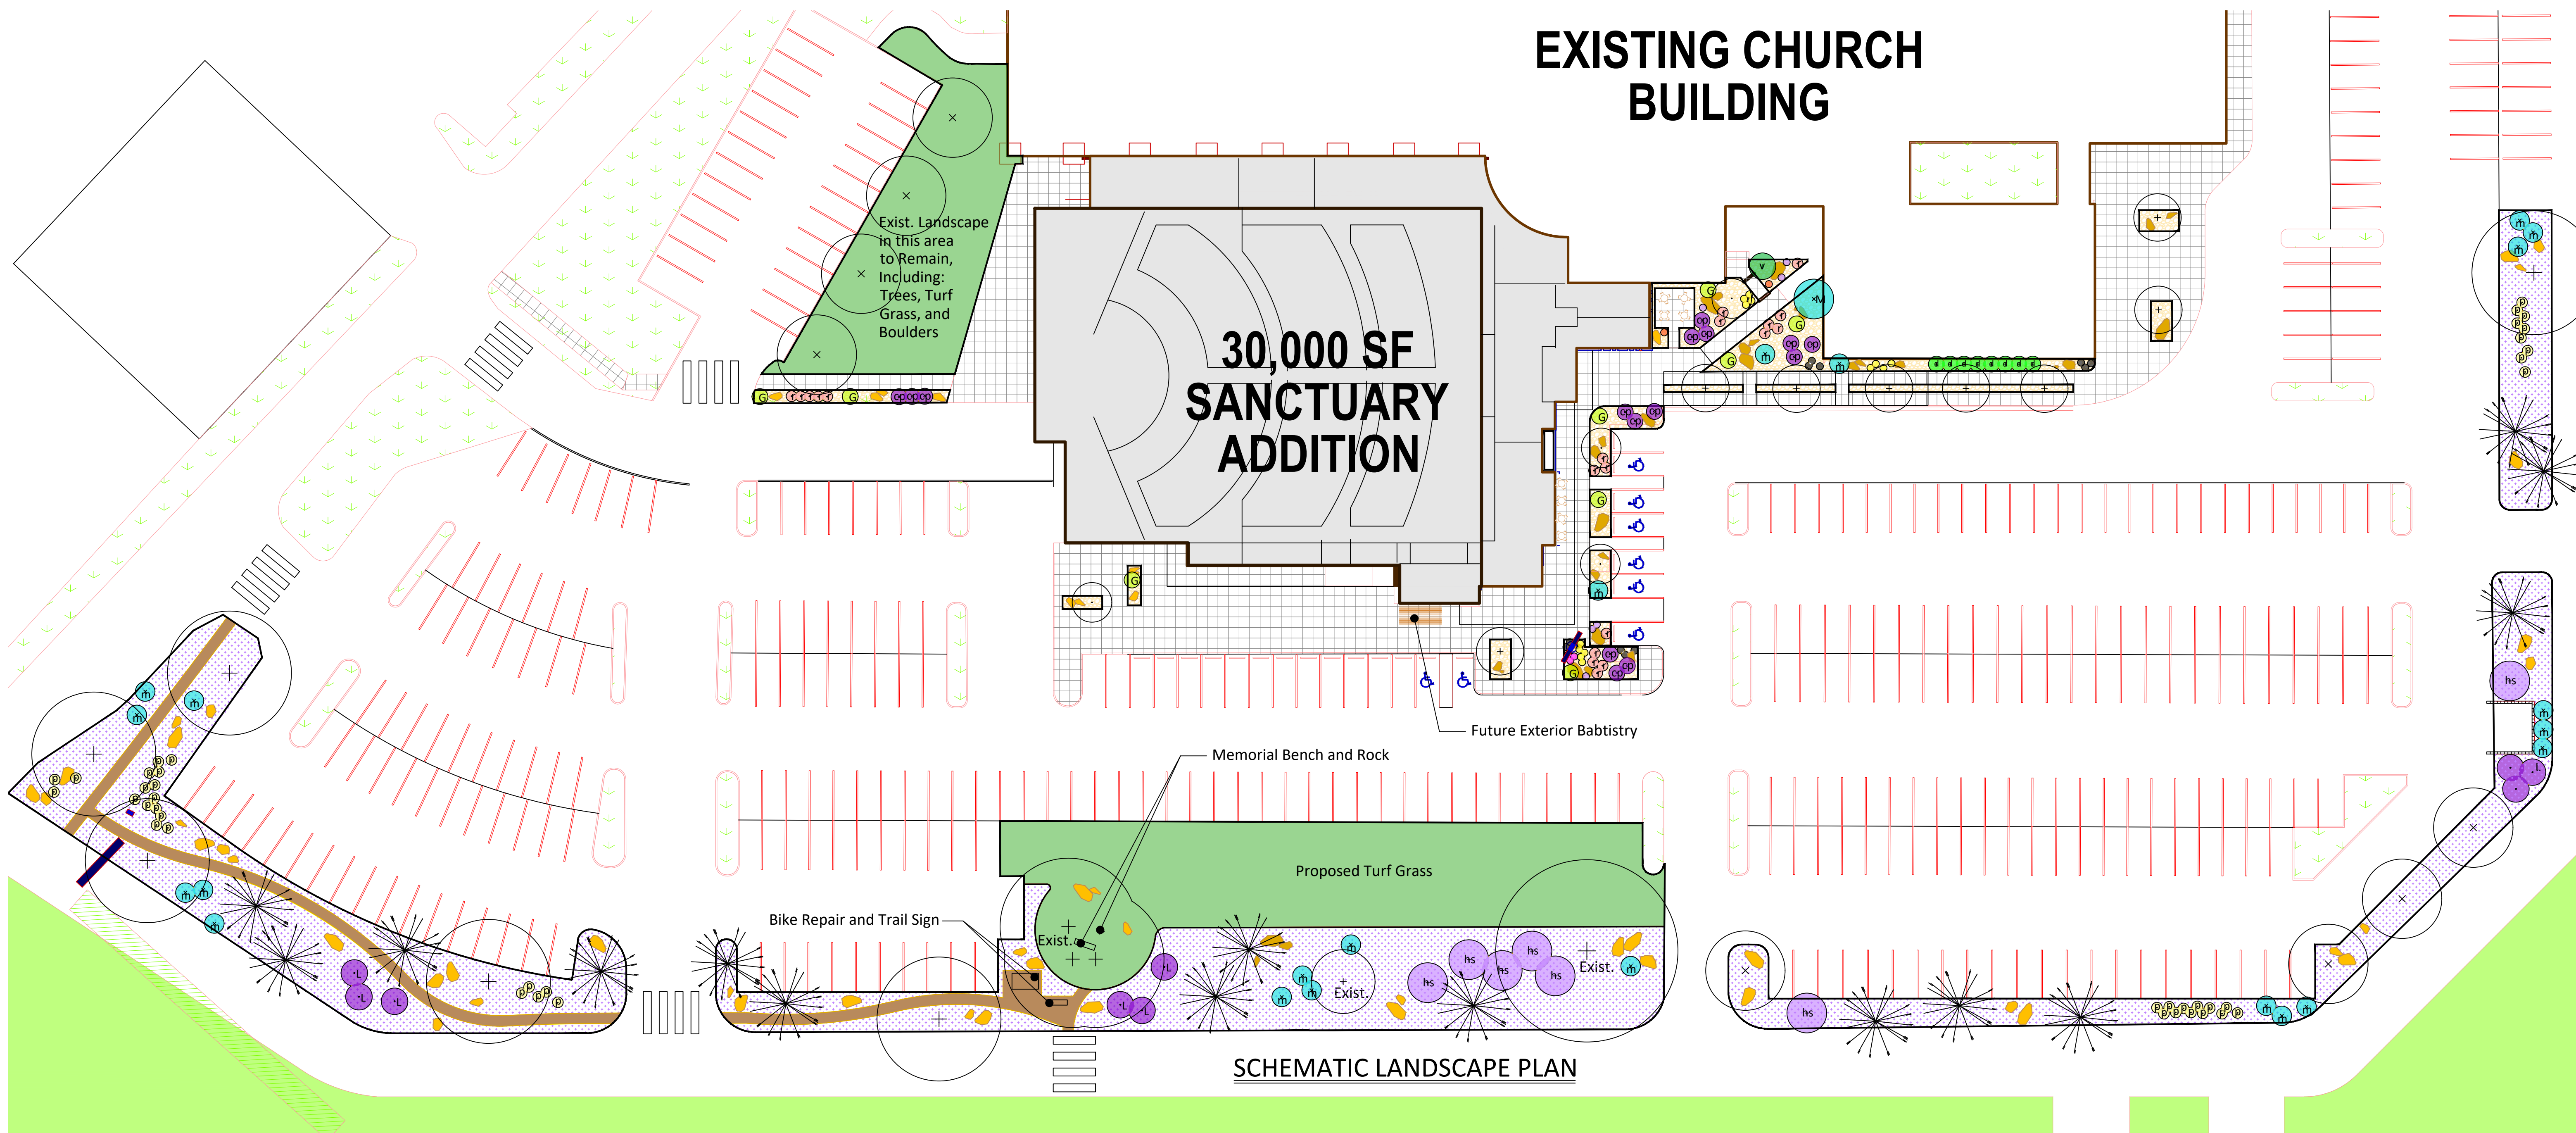 EXISTING CHURCH
BUILDING
Exist. Landscape
in this area
to Remain,
Including:
Trees, Turf
Grass, and
Boulders
30,000 SF
SANCTUARY
ADDITION
Future Exterior Babtistry
Memorial Bench and Rock
Proposed Turf Grass
Bike Repair and Trail Sign
Exist.
Exist.
Exist.
SCHEMATIC LANDSCAPE PLAN